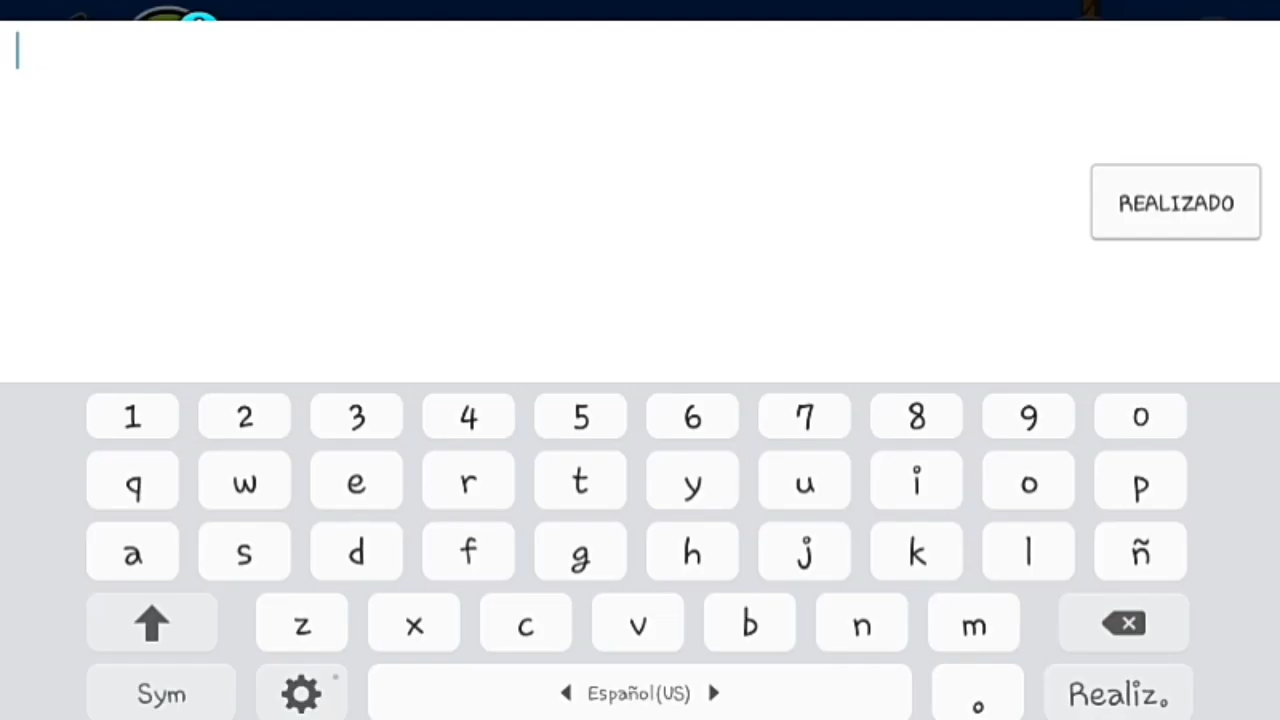 REALIZADO
1 2 3 4 5 6 7 8 9 0
q w e r t y u i o p
a s d f g h j k l ñ
z x c v b n m
Sym Español(US) . Realiz.